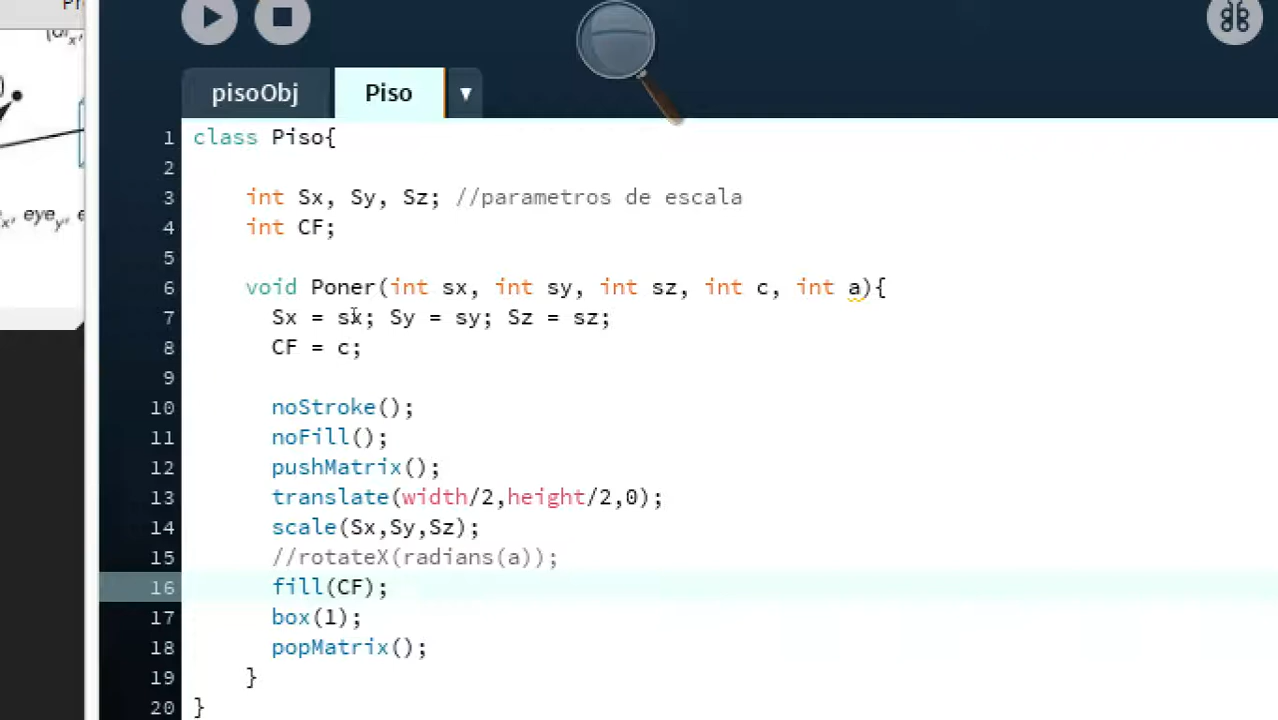 pisoObj
Piso
1 class Piso{
2
3 int Sx, Sy, Sz; //parametros de escala
4 int CF;
5
6 void Poner(int sx, int sy, int sz, int c, int a){
7 Sx = sx; Sy = sy; Sz = sz;
8 CF = c;
9
10 noStroke();
11 noFill();
12 pushMatrix();
13 translate(width/2,height/2,0);
14 scale(Sx,Sy,Sz);
15 //rotateX(radians(a));
16 fill(CF);
17 box(1);
18 popMatrix();
19 }
20 }